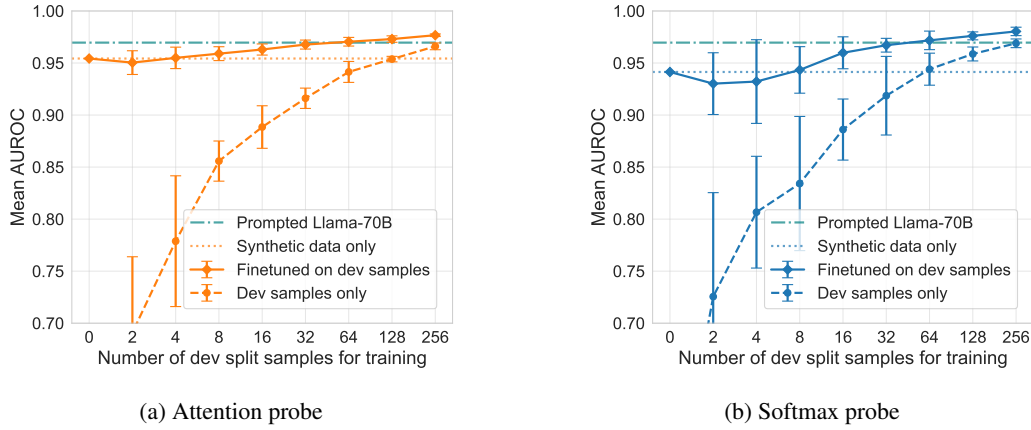 1.00
0.95
0.90
0.85
0.80
0.75
0.70
Mean AUROC
Prompted Llama-70B
Synthetic data only
Finetuned on dev samples
Dev samples only
0 2 4 8 16 32 64 128 256
Number of dev split samples for training
(a) Attention probe
1.00
0.95
0.90
0.85
0.80
0.75
0.70
Mean AUROC
Prompted Llama-70B
Synthetic data only
Finetuned on dev samples
Dev samples only
0 2 4 8 16 32 64 128 256
Number of dev split samples for training
(b) Softmax probe